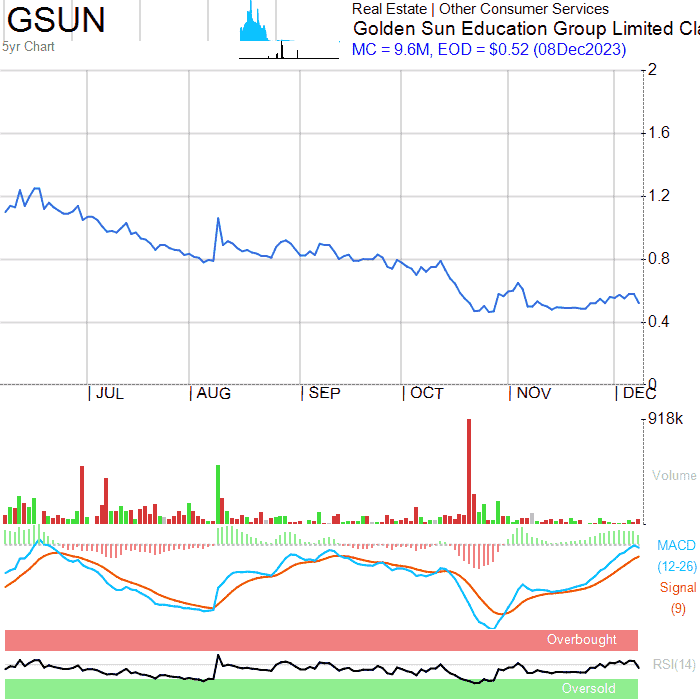 GSUN
5yr Chart
Real Estate | Other Consumer Services
Golden Sun Education Group Limited Cla
MC = 9.6M, EOD = $0.52 (08Dec2023)
2
1.6
1.2
0.8
0.4
0
JUL AUG SEP OCT NOV DEC
918k
Volume
MACD
(12-26)
Signal
(9)
Overbought
RSI(14)
Oversold